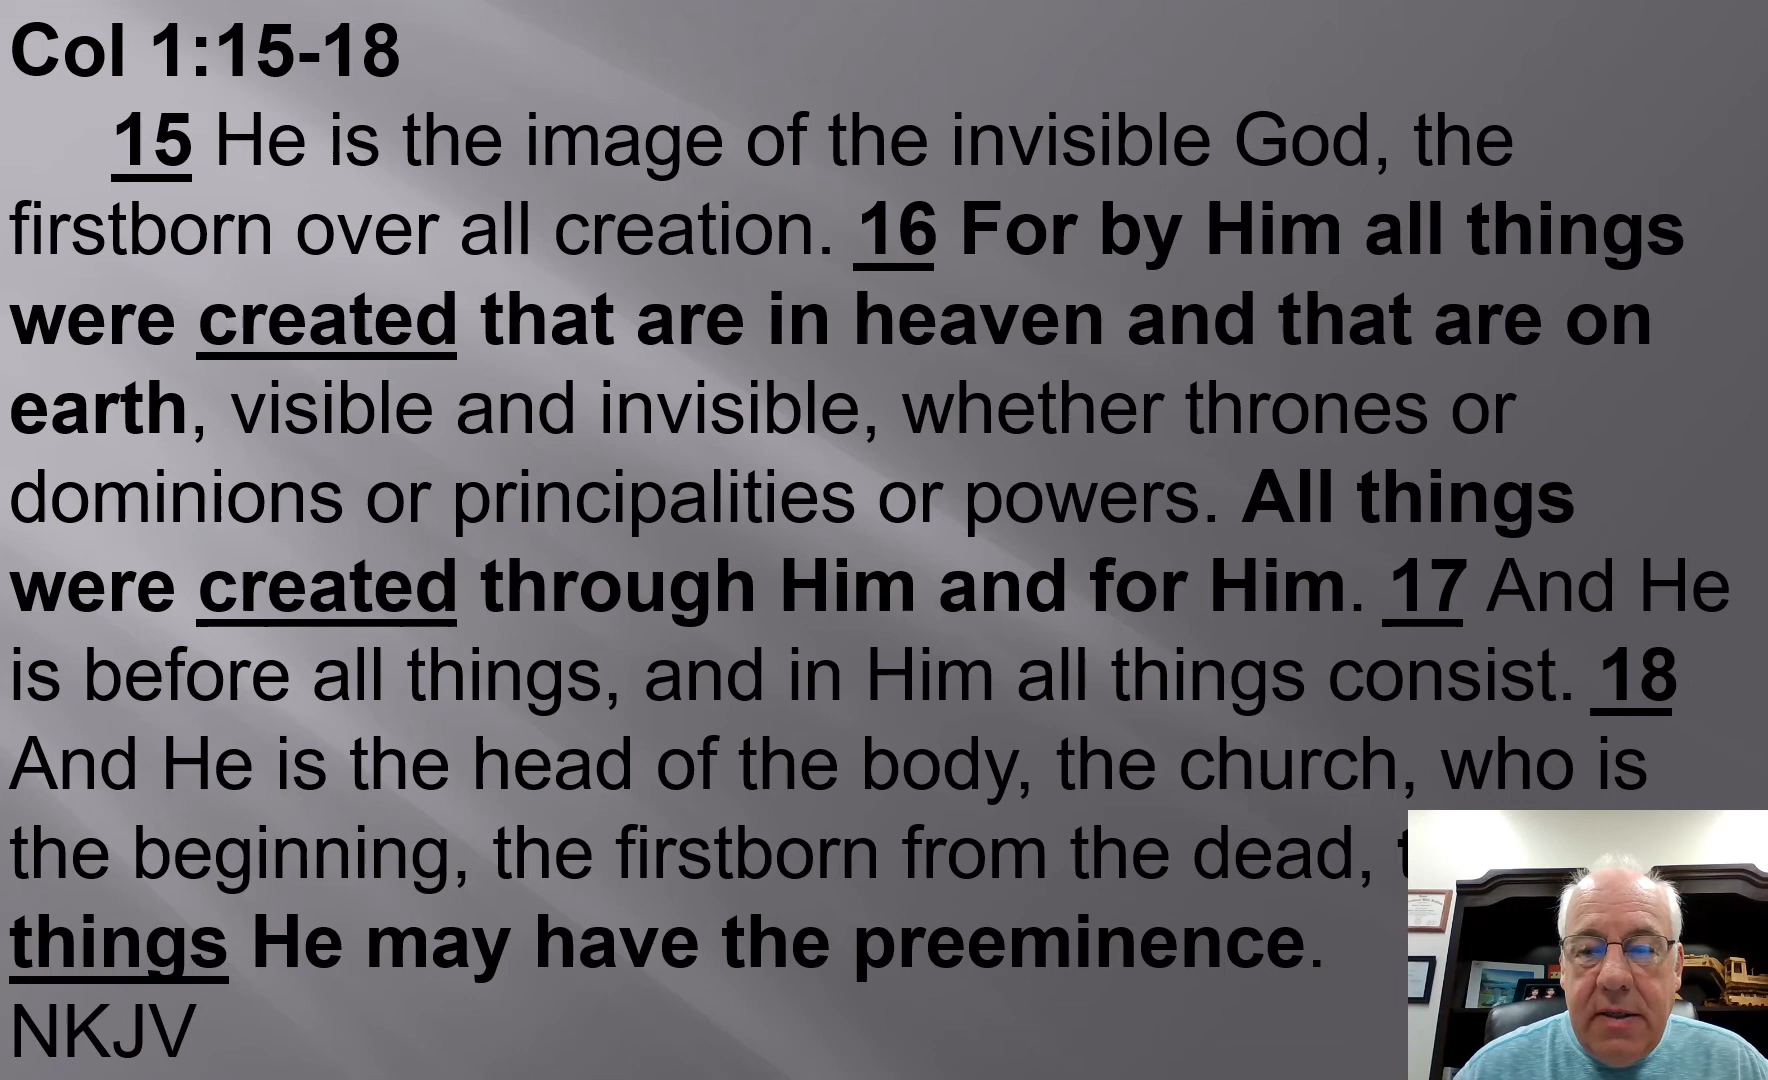 Col 1:15-18
15 He is the image of the invisible God, the
firstborn over all creation. 16 For by Him all things
were created that are in heaven and that are on
earth, visible and invisible, whether thrones or
dominions or principalities or powers. All things
were created through Him and for Him. 17 And He
is before all things, and in Him all things consist. 18
And He is the head of the body, the church, who is
the beginning, the firstborn from the dead,
things He may have the preeminence.
NKJV